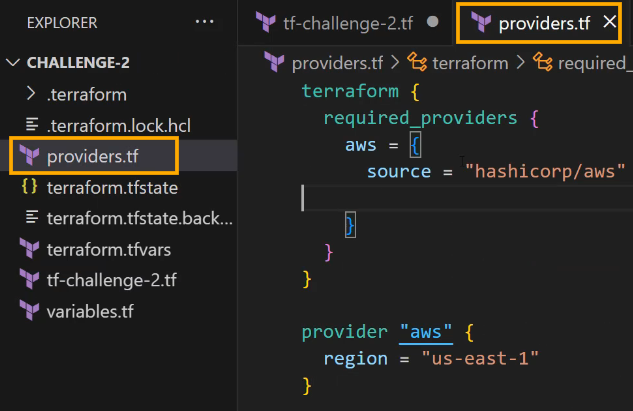 EXPLORER ...
CHALLENGE-2
.terraform
.terraform.lock.hcl
providers.tf
terraform.tfstate
terraform.tfstate.back...
terraform.tfvars
tf-challenge-2.tf
variables.tf
tf-challenge-2.tf providers.tf
providers.tf > terraform > required_
terraform {
required_providers {
aws = {
source = "hashicorp/aws"
}
}
}
provider "aws" {
region = "us-east-1"
}